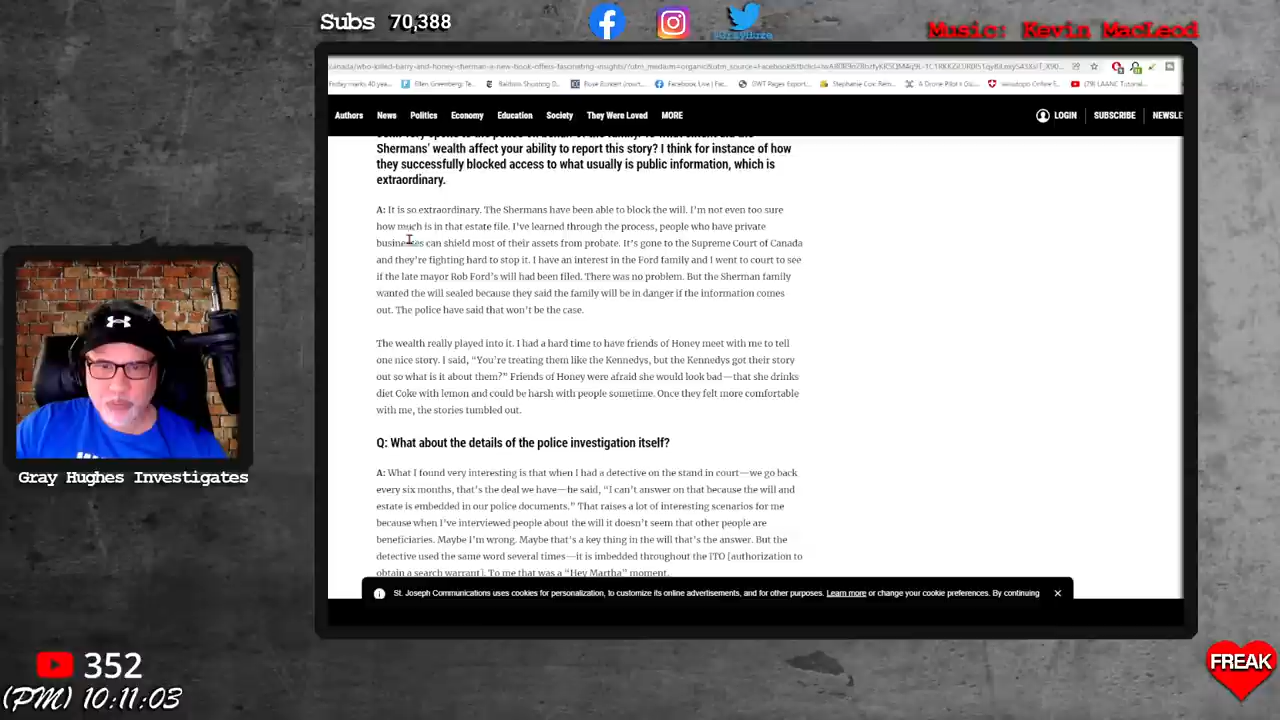 Subs 70,388
Music: Kevin MacLeod
Authors News Politics Economy Education Society They Were Loved MORE LOGIN SUBSCRIBE NEWSLE
Shermans' wealth affect your ability to report this story? I think for instance of how
they successfully blocked access to what usually is public information, which is
extraordinary.
A: It is so extraordinary. The Shermans have been able to block the will. I'm not even too sure
how much is in that estate file. I've learned through the process, people who have private
businesses can shield most of their assets from probate. It's gone to the Supreme Court of Canada
and they're fighting hard to stop it. I have an interest in the Ford family and I went to court to see
if the late mayor Rob Ford's will had been filed. There was no problem. But the Sherman family
wanted the will sealed because they said the family will be in danger if the information comes
out. The police have said that won't be the case.
The wealth really played into it. I had a hard time to have friends of Honey meet with me to tell
one nice story. I said, "You're treating them like the Kennedys, but the Kennedys got their story
out so what is it about them?" Friends of Honey were afraid she would look bad—that she drinks
diet Coke with lemon and could be harsh with people sometime. Once they felt more comfortable
with me, the stories tumbled out.
Q: What about the details of the police investigation itself?
A: What I found very interesting is that when I had a detective on the stand in court—we go back
every six months, that's the deal we have—he said, "I can't answer on that because the will and
estate is embedded in our police documents." That raises a lot of interesting scenarios for me
because when I've interviewed people about the will it doesn't seem that other people are
beneficiaries. Maybe I'm wrong. Maybe that's a key thing in the will that's the answer. But the
detective used the same word several times—it is imbedded throughout the ITO [authorization to
obtain a search warrant]. To me that was a "Hey Martha" moment.
St. Joseph Communications uses cookies for personalization, to customize its online advertisements, and for other purposes. Learn more or change your cookie preferences. By continuing
Gray Hughes Investigates
352
(PM) 10:11:03
FREAK